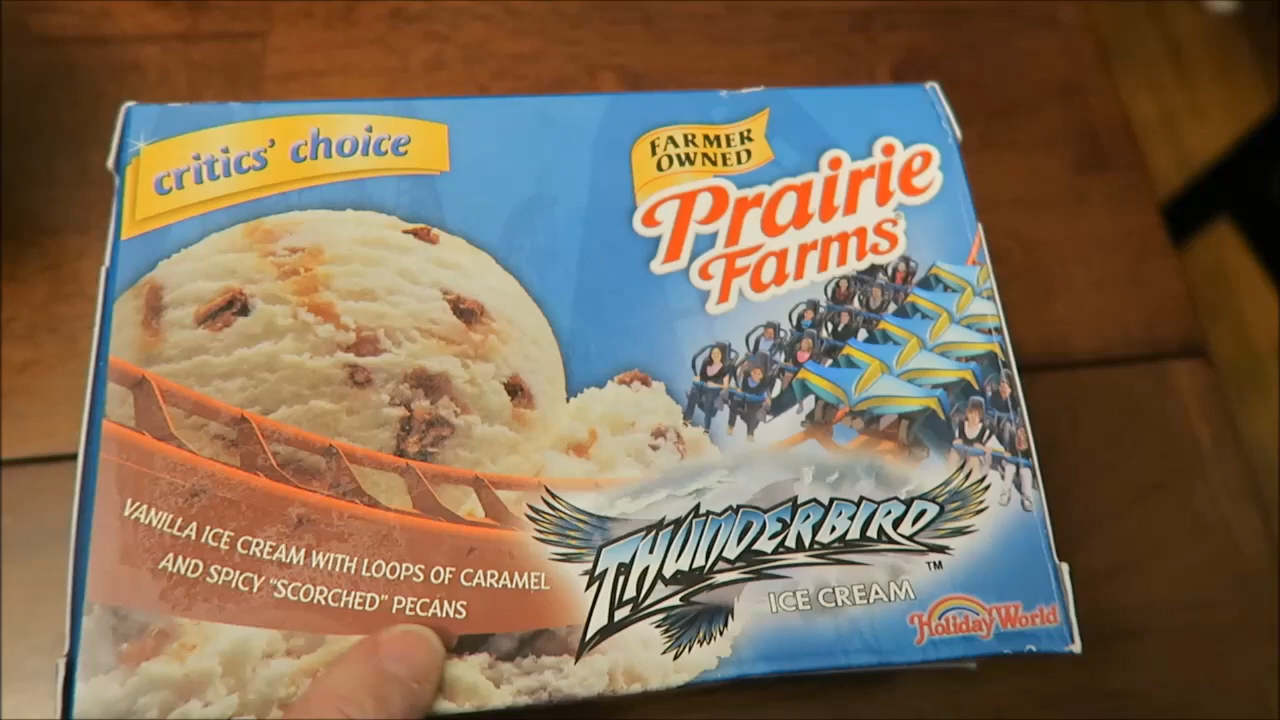 critics' choice
FARMER
OWNED
Prairie
Farms
VANILLA ICE CREAM WITH LOOPS OF CARAMEL
AND SPICY "SCORCHED" PECANS
THUNDERBIRD
™
ICE CREAM
Holiday World